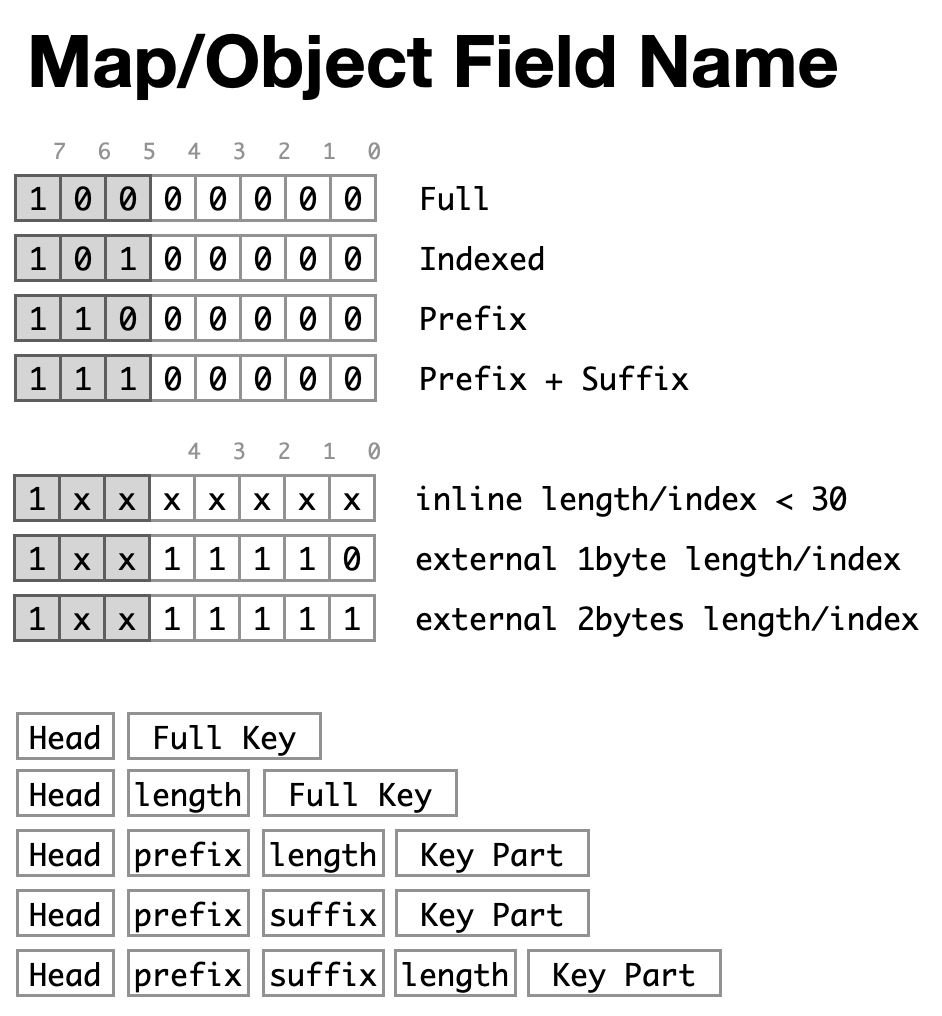 Map/Object Field Name
7 6 5 4 3 2 1 0
1 0 0 0 0 0 0 0 Full
1 0 1 0 0 0 0 0 Indexed
1 1 0 0 0 0 0 0 Prefix
1 1 1 0 0 0 0 0 Prefix + Suffix
4 3 2 1 0
1 x x x x x x x inline length/index < 30
1 x x 1 1 1 1 0 external 1byte length/index
1 x x 1 1 1 1 1 external 2bytes length/index
Head Full Key
Head length Full Key
Head prefix length Key Part
Head prefix suffix Key Part
Head prefix suffix length Key Part